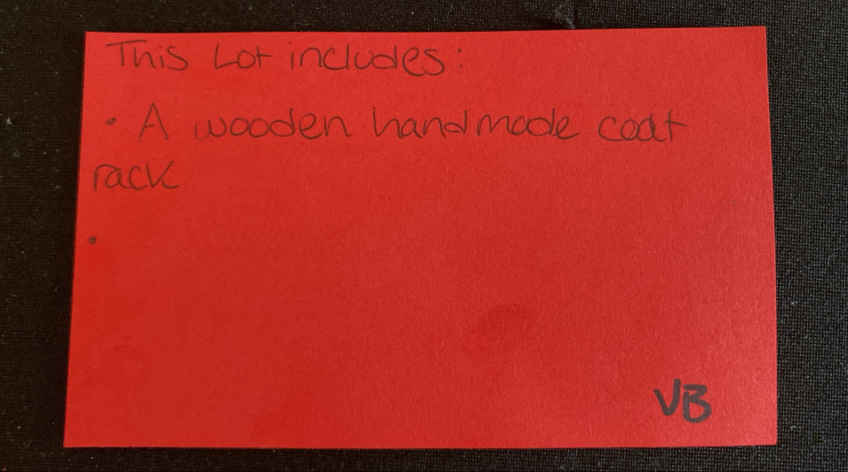 This Lot includes:
• A wooden handmade coat
rack
•
VB